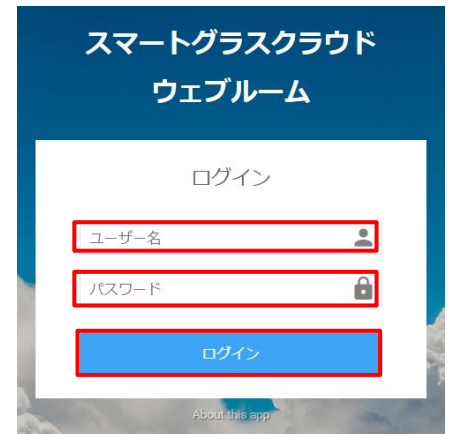 スマートグラスクラウド
ウェブルーム
ログイン
ユーザー名
パスワード
ログイン
About this app